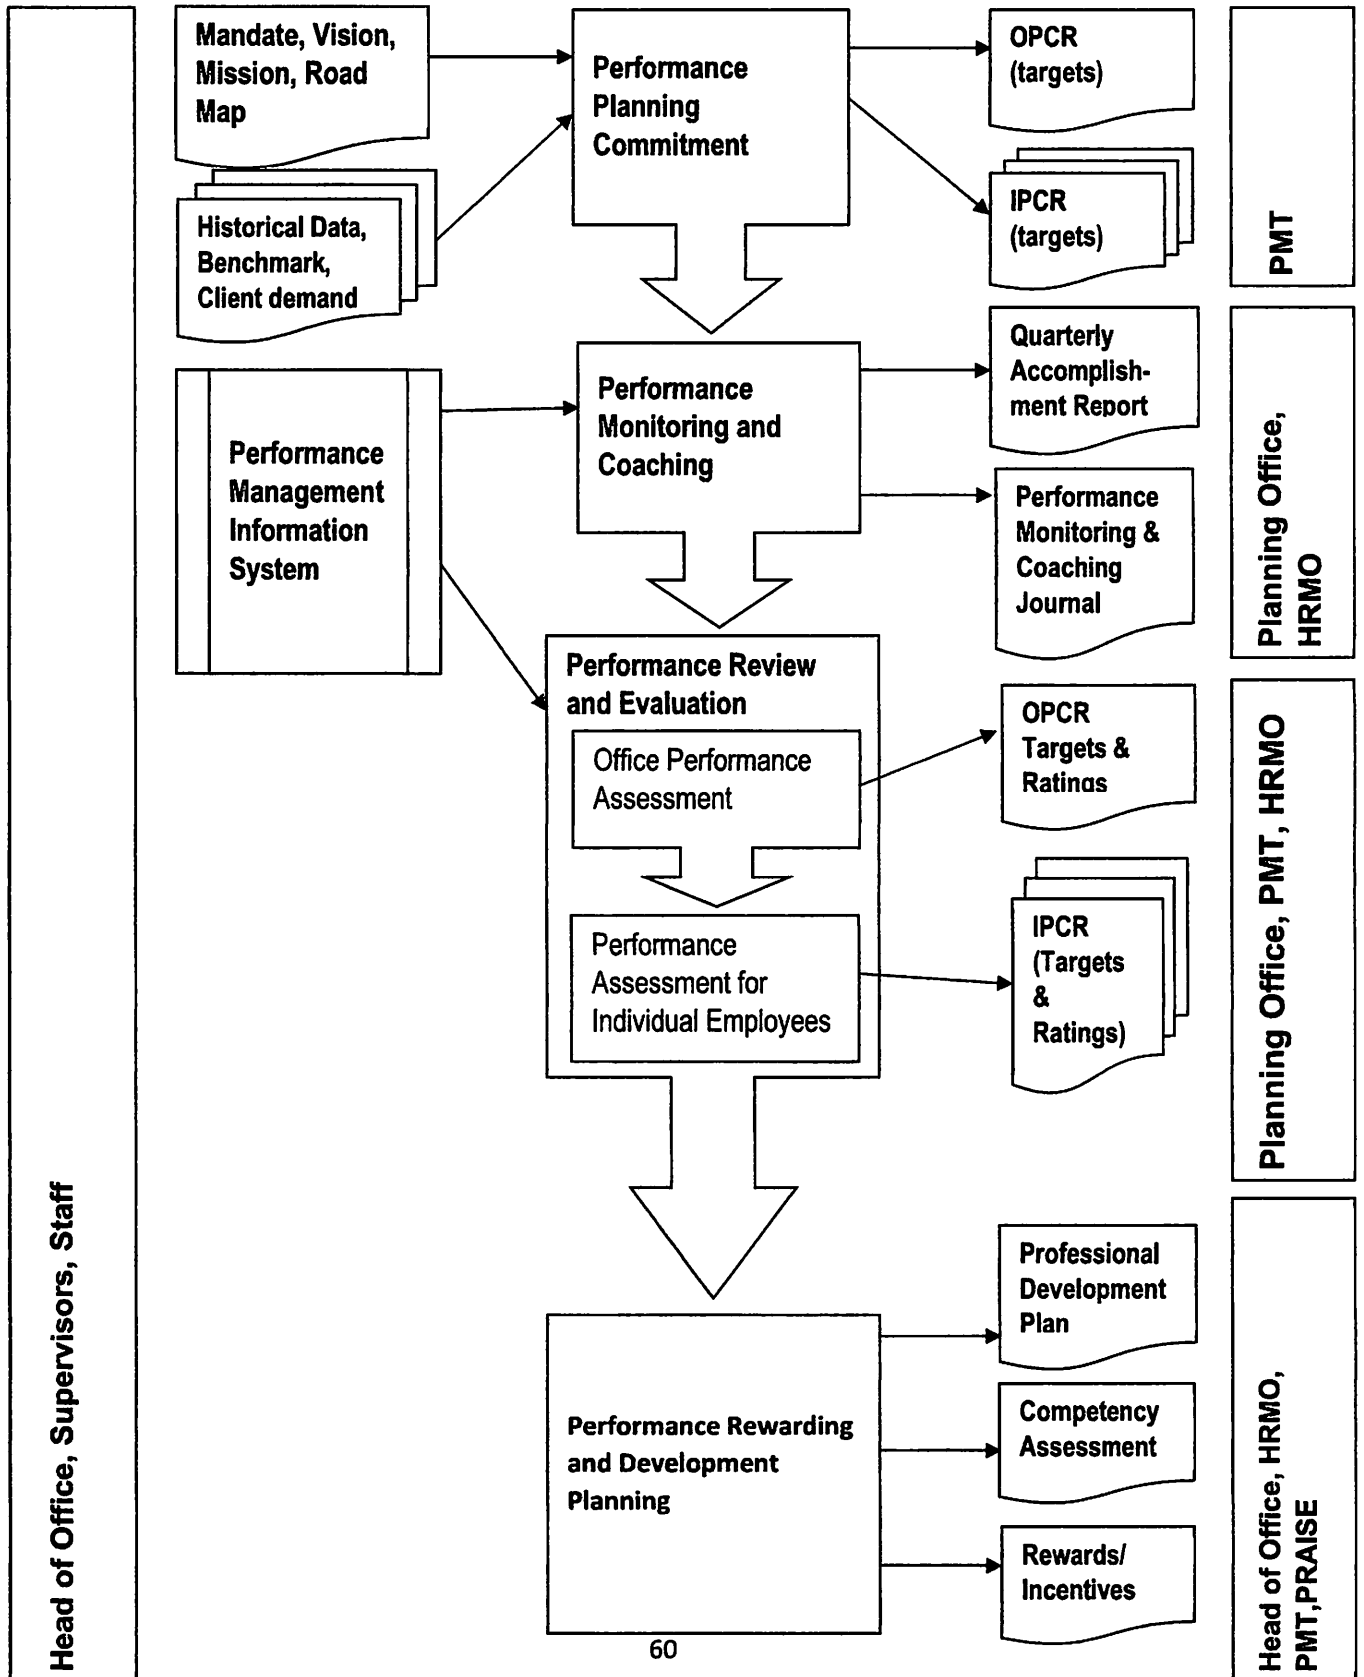 Mandate, Vision,
Mission, Road
Map
Historical Data,
Benchmark,
Client demand
Performance
Planning
Commitment
OPCR
(targets)
IPCR
(targets)
PMT
Performance
Management
Information
System
Performance
Monitoring and
Coaching
Quarterly
Accomplish-
ment Report
Performance
Monitoring &
Coaching
Journal
Planning Office,
HRMO
Performance Review
and Evaluation
Office Performance
Assessment
Performance
Assessment for
Individual Employees
OPCR
Targets &
Ratings
IPCR
(Targets
&
Ratings)
Planning Office, PMT, HRMO
Head of Office, Supervisors, Staff
Performance Rewarding
and Development
Planning
Professional
Development
Plan
Competency
Assessment
Rewards/
Incentives
Head of Office, HRMO,
PMT,PRAISE
60